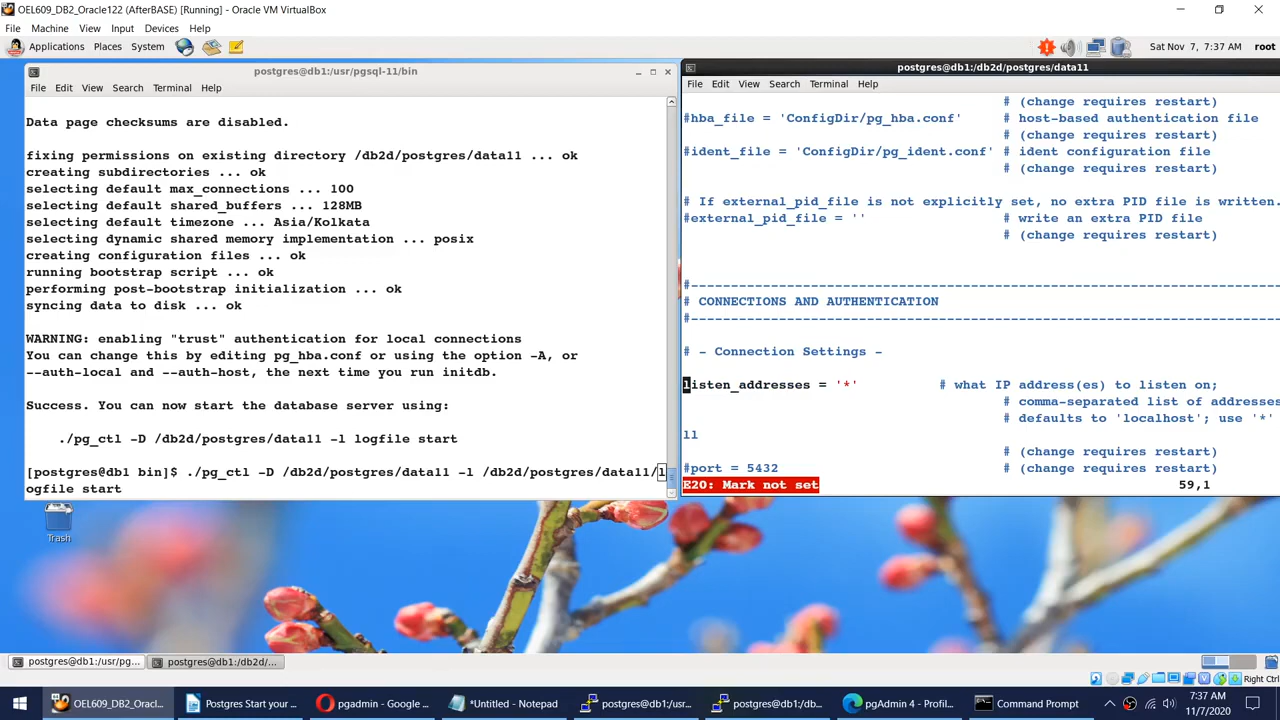 OEL609_DB2_Oracle122 (AfterBASE) [Running] - Oracle VM VirtualBox
File Machine View Input Devices Help
Applications Places System
Sat Nov 7, 7:37 AM root
postgres@db1:/usr/pgsql-11/bin
File Edit View Search Terminal Help
Data page checksums are disabled.
fixing permissions on existing directory /db2d/postgres/data11 ... ok
creating subdirectories ... ok
selecting default max_connections ... 100
selecting default shared_buffers ... 128MB
selecting default timezone ... Asia/Kolkata
selecting dynamic shared memory implementation ... posix
creating configuration files ... ok
running bootstrap script ... ok
performing post-bootstrap initialization ... ok
syncing data to disk ... ok
WARNING: enabling "trust" authentication for local connections
You can change this by editing pg_hba.conf or using the option -A, or
--auth-local and --auth-host, the next time you run initdb.
Success. You can now start the database server using:
./pg_ctl -D /db2d/postgres/data11 -l logfile start
[postgres@db1 bin]$ ./pg_ctl -D /db2d/postgres/data11 -l /db2d/postgres/data11/l
ogfile start
postgres@db1:/db2d/postgres/data11
File Edit View Search Terminal Help
# (change requires restart)
#hba_file = 'ConfigDir/pg_hba.conf' # host-based authentication file
# (change requires restart)
#ident_file = 'ConfigDir/pg_ident.conf' # ident configuration file
# (change requires restart)
# If external_pid_file is not explicitly set, no extra PID file is written.
#external_pid_file = '' # write an extra PID file
# (change requires restart)
#------------------------------------------------------------------------------
# CONNECTIONS AND AUTHENTICATION
#------------------------------------------------------------------------------
# - Connection Settings -
listen_addresses = '*' # what IP address(es) to listen on;
# comma-separated list of addresses
# defaults to 'localhost'; use '*'
ll
# (change requires restart)
#port = 5432 # (change requires restart)
E20: Mark not set 59,1
Trash
postgres@db1:/usr/pg... postgres@db1:/db2d/...
Right Ctrl
OEL609_DB2_Oracl... Postgres Start your ... pgadmin - Google ... *Untitled - Notepad postgres@db1:/usr... postgres@db1:/db... pgAdmin 4 - Profil... Command Prompt
7:37 AM
11/7/2020